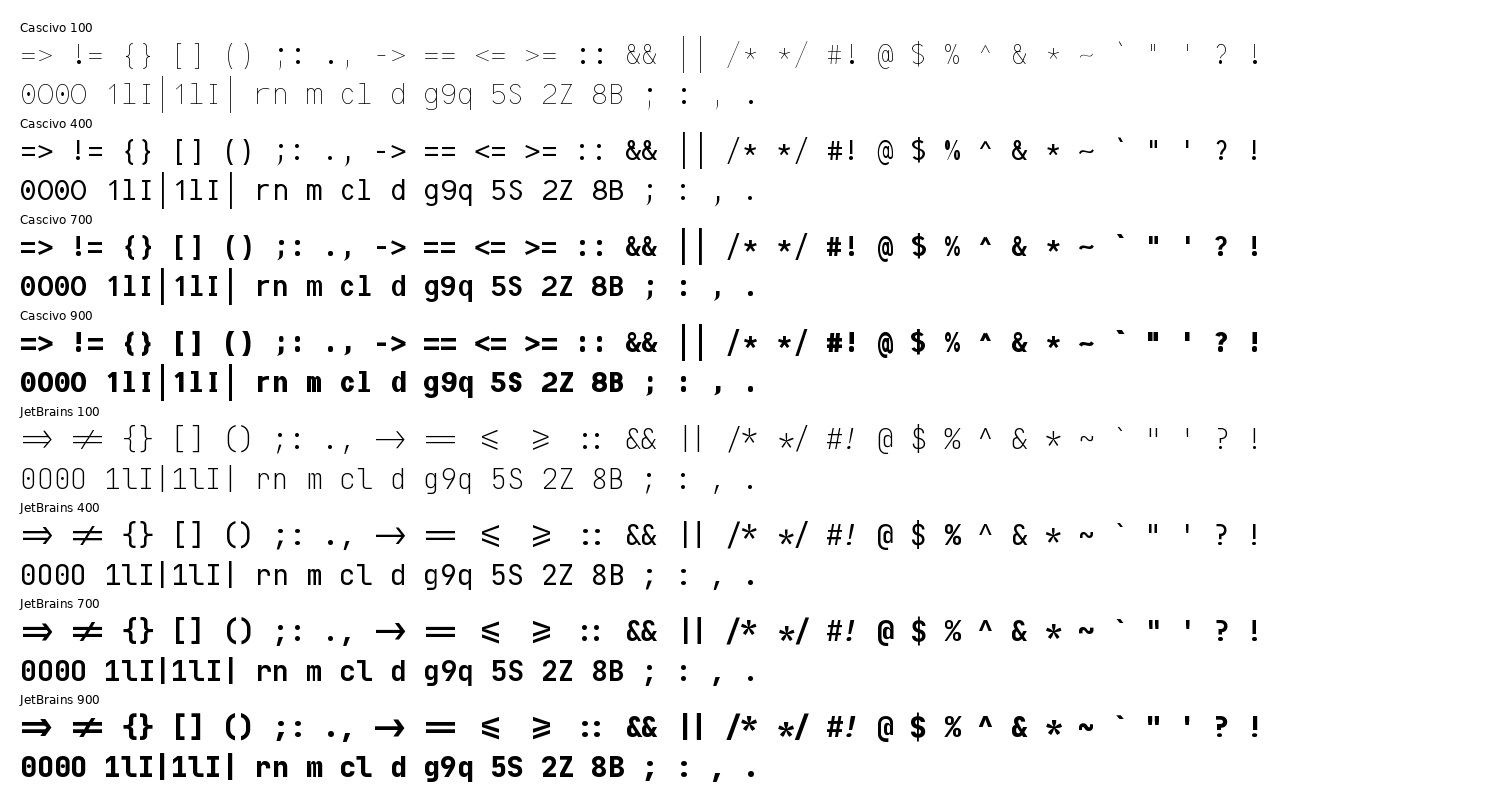 Cascivo 100
=> != {} [] () ;: ., -> == <= >= :: && || /* */ #! @ $ % ^ & * ~ ` " ' ? !
0O0O 1lI|1lI| rn m cl d g9q 5S 2Z 8B ; : , .
Cascivo 400
=> != {} [] () ;: ., -> == <= >= :: && || /* */ #! @ $ % ^ & * ~ ` " ' ? !
0O0O 1lI|1lI| rn m cl d g9q 5S 2Z 8B ; : , .
Cascivo 700
=> != {} [] () ;: ., -> == <= >= :: && || /* */ #! @ $ % ^ & * ~ ` " ' ? !
0O0O 1lI|1lI| rn m cl d g9q 5S 2Z 8B ; : , .
Cascivo 900
=> != {} [] () ;: ., -> == <= >= :: && || /* */ #! @ $ % ^ & * ~ ` " ' ? !
0O0O 1lI|1lI| rn m cl d g9q 5S 2Z 8B ; : , .
JetBrains 100
=> != {} [] () ;: ., -> == <= >= :: && || /* */ #! @ $ % ^ & * ~ ` " ' ? !
0O0O 1lI|1lI| rn m cl d g9q 5S 2Z 8B ; : , .
JetBrains 400
=> != {} [] () ;: ., -> == <= >= :: && || /* */ #! @ $ % ^ & * ~ ` " ' ? !
0O0O 1lI|1lI| rn m cl d g9q 5S 2Z 8B ; : , .
JetBrains 700
=> != {} [] () ;: ., -> == <= >= :: && || /* */ #! @ $ % ^ & * ~ ` " ' ? !
0O0O 1lI|1lI| rn m cl d g9q 5S 2Z 8B ; : , .
JetBrains 900
=> != {} [] () ;: ., -> == <= >= :: && || /* */ #! @ $ % ^ & * ~ ` " ' ? !
0O0O 1lI|1lI| rn m cl d g9q 5S 2Z 8B ; : , .